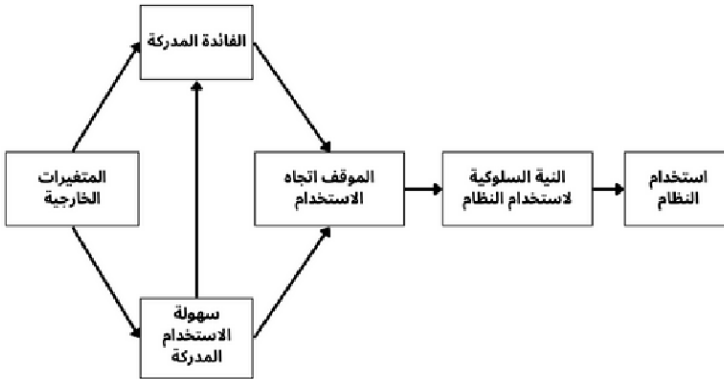 الفائدة المدركة
المتغيرات
الخارجية
الموقف اتجاه
الاستخدام
النية السلوكية
لاستخدام النظام
استخدام
النظام
سهولة
الاستخدام
المدركة